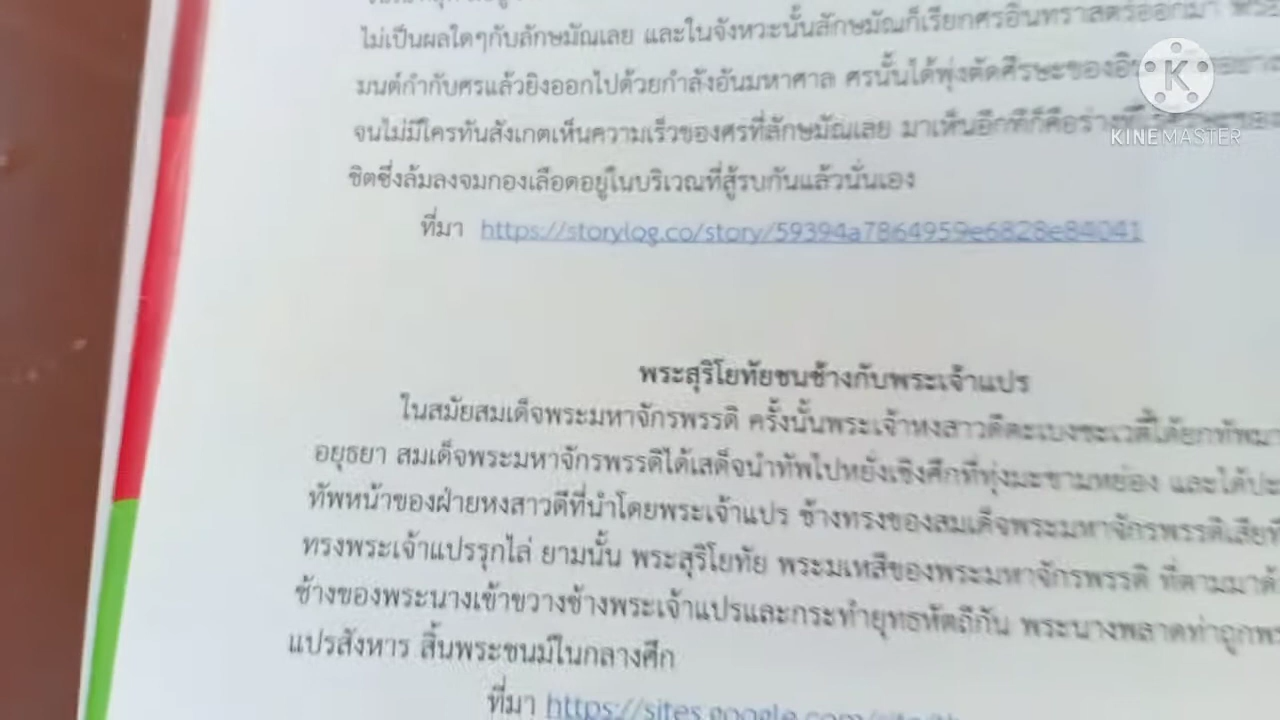 ไม่เป็นผลใดๆกับลักษมัณเลย และในจังหวะนั้นลักษมัณก็เรียกศรอินทราสตร์ออกมา
มนต์กำกับศรแล้วยิงออกไปด้วยกำลังอันมหาศาล ศรนั้นได้พุ่งตัดศีรษะของ
จนไม่มีใครทันสังเกตเห็นความเร็วของศรที่ลักษมัณเลย มาเห็นอีกทีก็คือร่างที่
ชิตซึ่งล้มลงจมกองเลือดอยู่ในบริเวณที่สู้รบกันแล้วนั่นเอง
ที่มา https://storylog.co/story/59394a7864959e6828e84041
พระสุริโยทัยชนช้างกับพระเจ้าแปร
ในสมัยสมเด็จพระมหาจักรพรรดิ ครั้งนั้นพระเจ้าหงสาวดีตะเบงชะเวตี้ได้ยกทัพมา
อยุธยา สมเด็จพระมหาจักรพรรดิได้เสด็จนำทัพไปหยั่งเชิงศึกที่ทุ่งมะขามหย่อง และได้ปะ
ทัพหน้าของฝ่ายหงสาวดีที่นำโดยพระเจ้าแปร ช้างทรงของสมเด็จพระมหาจักรพรรดิเสียที
ทรงพระเจ้าแปรรุกไล่ ยามนั้น พระสุริโยทัย พระมเหสีของพระมหาจักรพรรดิ ที่ตามมาด้
ช้างของพระนางเข้าขวางช้างพระเจ้าแปรและกระทำยุทธหัตถีกัน พระนางพลาดท่าถูกพร
แปรสังหาร สิ้นพระชนม์ในกลางศึก
ที่มา https://sites.google.com/site/
KINEMASTER